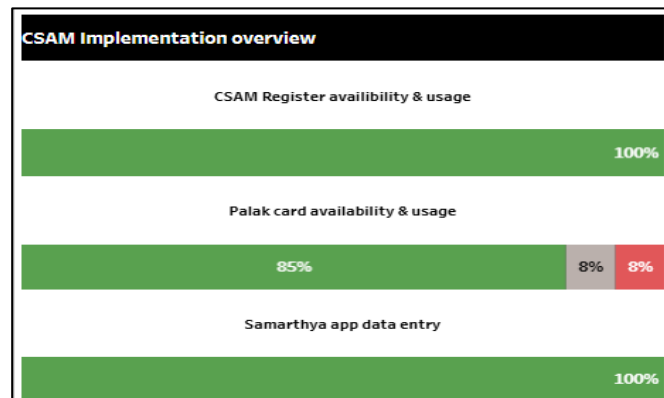 CSAM Implementation overview
CSAM Register availibility & usage
100%
Palak card availability & usage
85% 8% 8%
Samarthya app data entry
100%